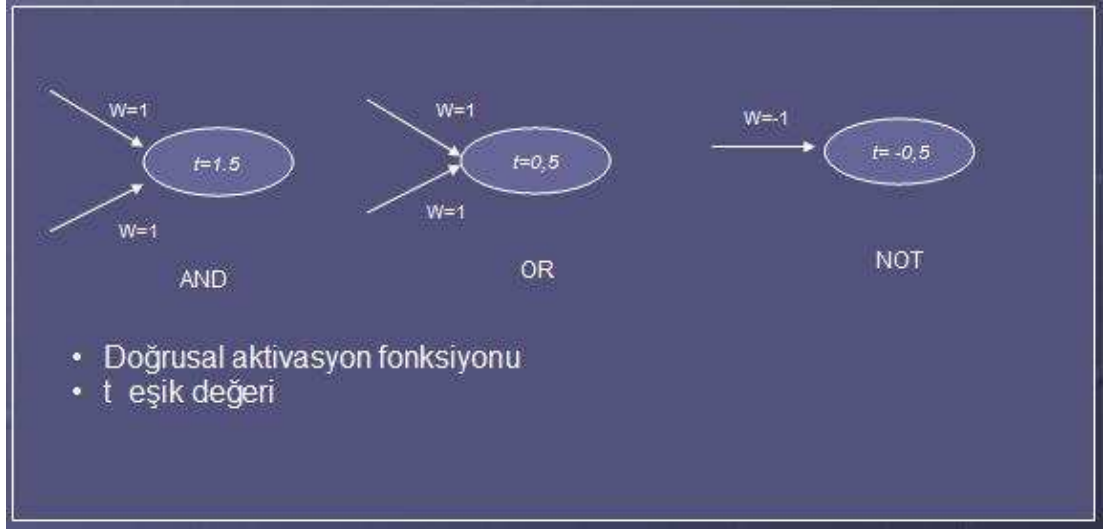 W=1
t=1.5
W=1
AND
W=1
t=0,5
W=1
OR
W=-1
t= -0,5
NOT
• Doğrusal aktivasyon fonksiyonu
• t eşik değeri